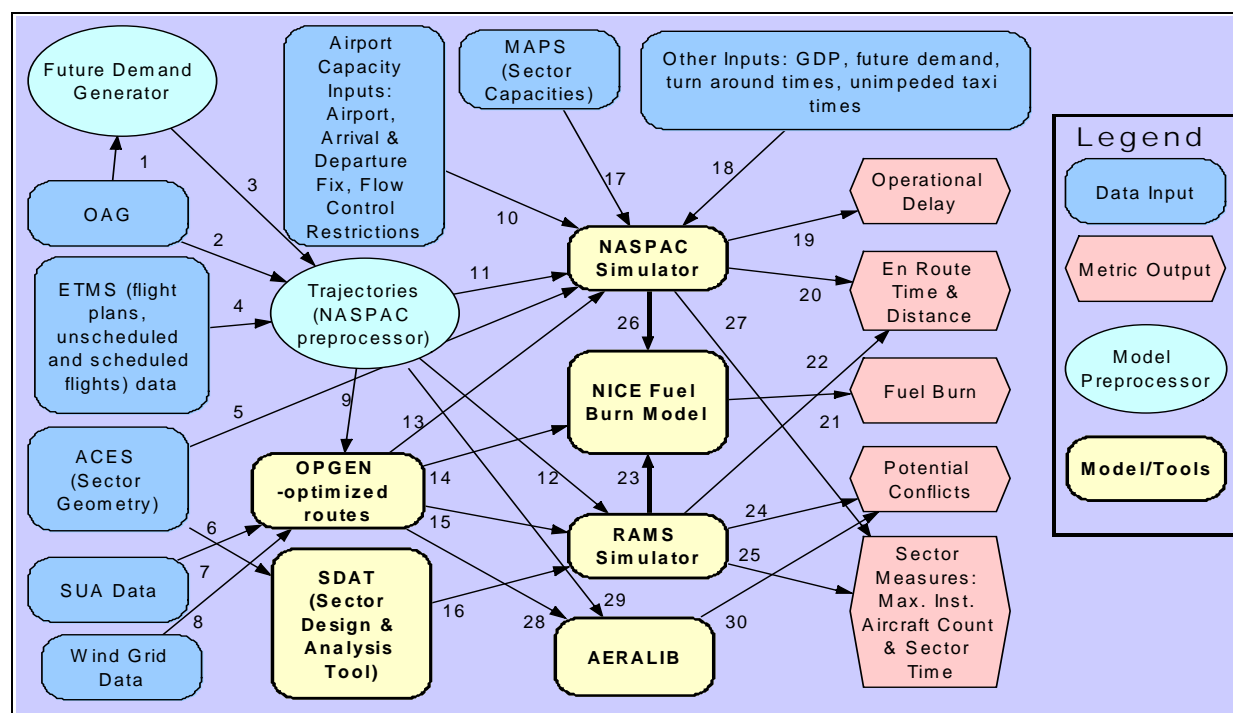 Future Demand
Generator
Airport
Capacity
Inputs:
Airport,
Arrival &
Departure
Fix, Flow
Control
Restrictions
MAPS
(Sector
Capacities)
Other Inputs: GDP, future demand,
turn around times, unimpeded taxi
times
Legend
Data Input
Metric Output
Model
Preprocessor
Model/Tools
1
3
OAG
2
10
17
18
Operational
Delay
19
NASPAC
Simulator
ETMS (flight
plans,
unscheduled
and scheduled
flights) data
4
Trajectories
(NASPAC
preprocessor)
11
20
En Route
Time &
Distance
26
27
22
5
9
13
NICE Fuel
Burn Model
Fuel Burn
21
ACES
(Sector
Geometry)
OPGEN
-optimized
routes
14
12
23
Potential
Conflicts
6
15
RAMS
Simulator
24
25
SUA Data
7
SDAT
(Sector
Design &
Analysis
Tool)
16
28
29
30
Sector
Measures:
Max. Inst.
Aircraft Count
& Sector
Time
8
Wind Grid
Data
AERALIB